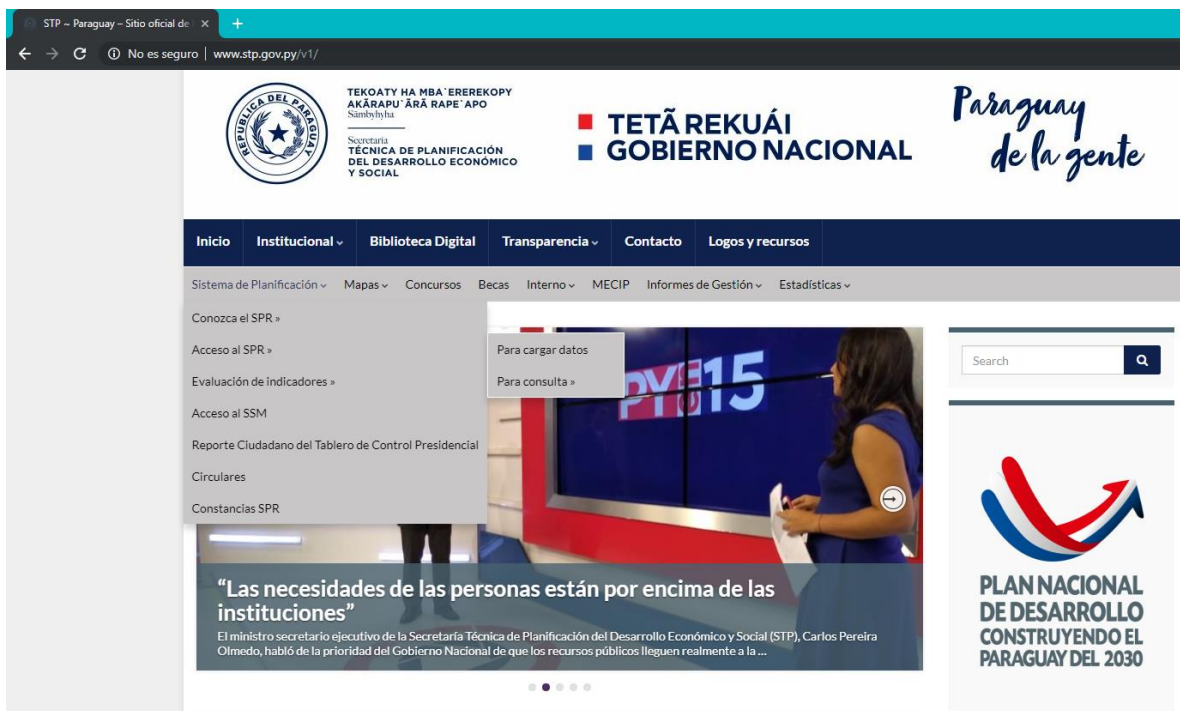 STP ~ Paraguay – Sitio oficial de
No es seguro | www.stp.gov.py/v1/
REPUBLICA DEL PARAGUAY
TEKOATY HA MBA`EREREKOPY
AKÃRAPU`ÃRÃ RAPE`APO
Sãmbyhyha
Secretaría
TÉCNICA DE PLANIFICACIÓN
DEL DESARROLLO ECONÓMICO
Y SOCIAL
TETÃ REKUÁI
GOBIERNO NACIONAL
Paraguay
de la gente
Inicio Institucional Biblioteca Digital Transparencia Contacto Logos y recursos
Sistema de Planificación Mapas Concursos Becas Interno MECIP Informes de Gestión Estadísticas
Conozca el SPR »
Acceso al SPR »
Evaluación de indicadores »
Acceso al SSM
Reporte Ciudadano del Tablero de Control Presidencial
Circulares
Constancias SPR
Para cargar datos
Para consulta »
15
Search
“Las necesidades de las personas están por encima de las
instituciones”
El ministro secretario ejecutivo de la Secretaría Técnica de Planificación del Desarrollo Económico y Social (STP), Carlos Pereira
Olmedo, habló de la prioridad del Gobierno Nacional de que los recursos públicos lleguen realmente a la ...
PLAN NACIONAL
DE DESARROLLO
CONSTRUYENDO EL
PARAGUAY DEL 2030